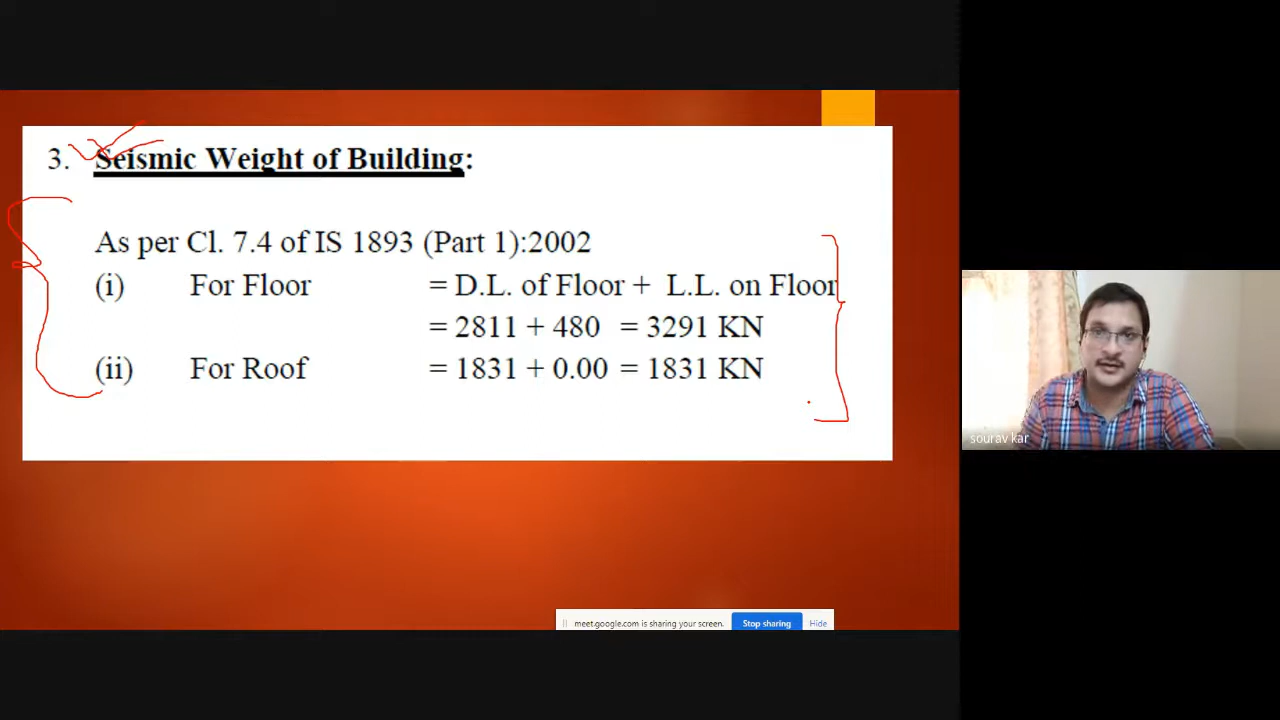 3. Seismic Weight of Building:
As per Cl. 7.4 of IS 1893 (Part 1):2002
(i) For Floor = D.L. of Floor + L.L. on Floor
= 2811 + 480 = 3291 KN
(ii) For Roof = 1831 + 0.00 = 1831 KN
sourav kar
meet.google.com is sharing your screen. Stop sharing Hide